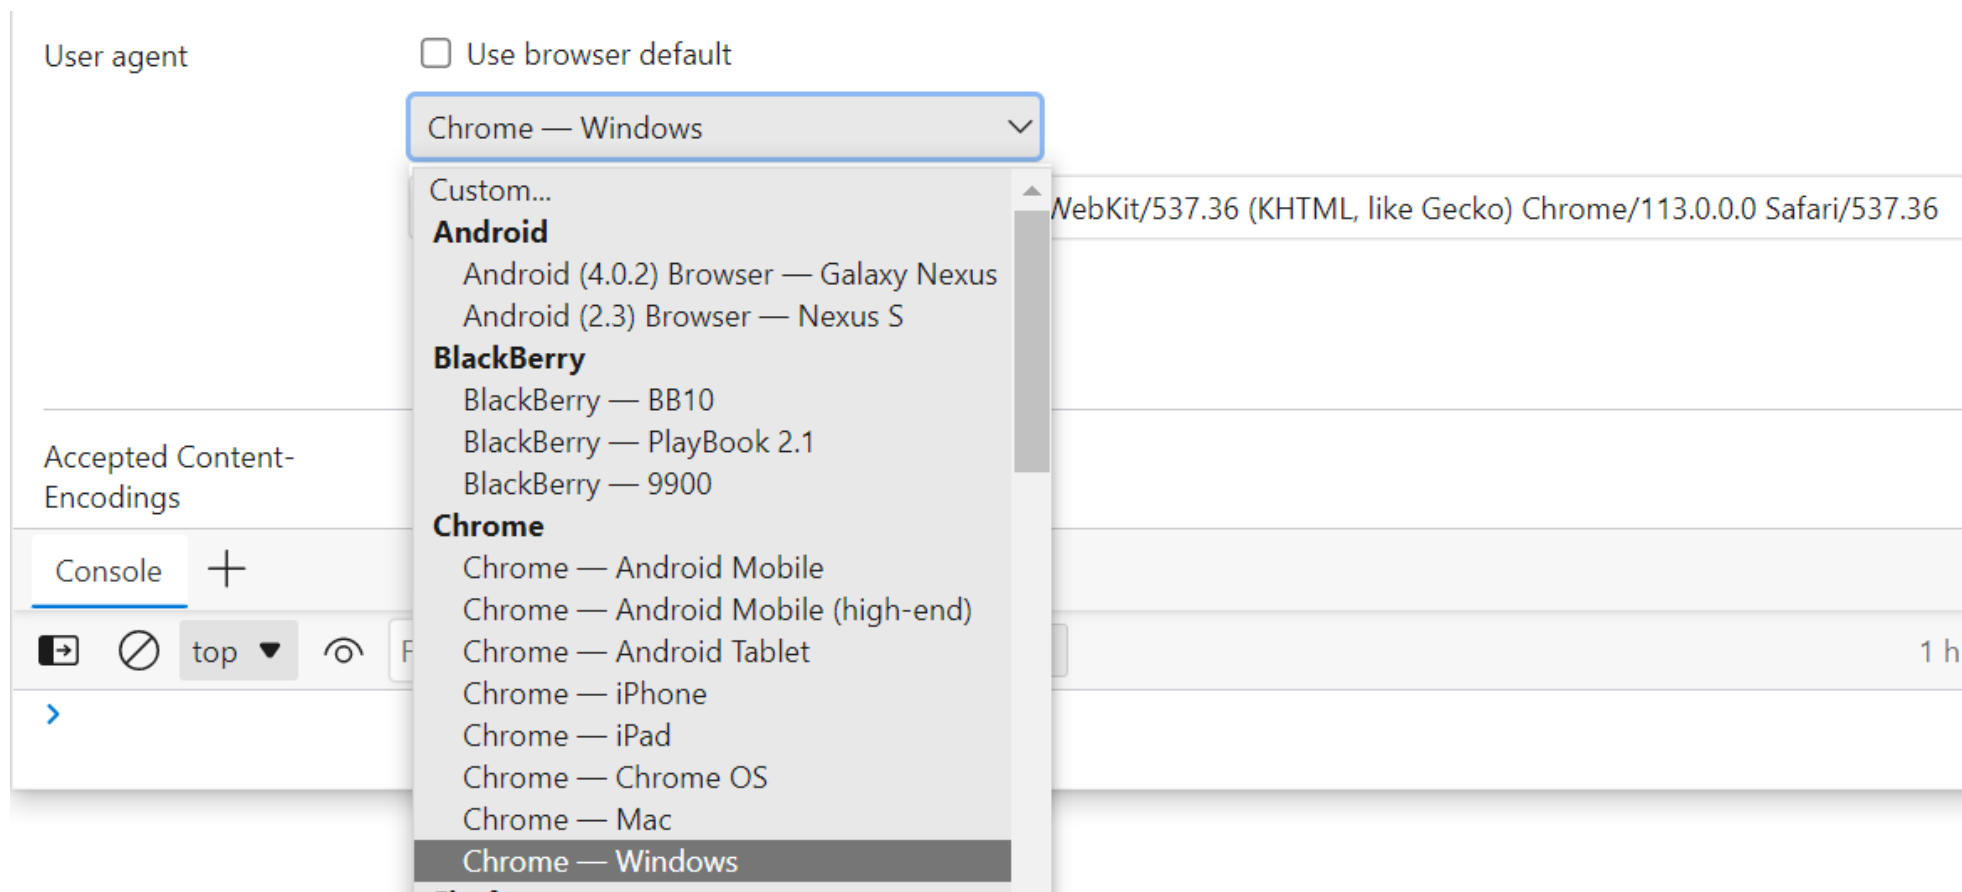 User agent
Use browser default
Chrome — Windows
Custom...
WebKit/537.36 (KHTML, like Gecko) Chrome/113.0.0.0 Safari/537.36
Android
Android (4.0.2) Browser — Galaxy Nexus
Android (2.3) Browser — Nexus S
BlackBerry
BlackBerry — BB10
BlackBerry — PlayBook 2.1
BlackBerry — 9900
Accepted Content-
Encodings
Chrome
Chrome — Android Mobile
Chrome — Android Mobile (high-end)
Chrome — Android Tablet
Chrome — iPhone
Chrome — iPad
Chrome — Chrome OS
Chrome — Mac
Chrome — Windows
Console
top
F
1 h